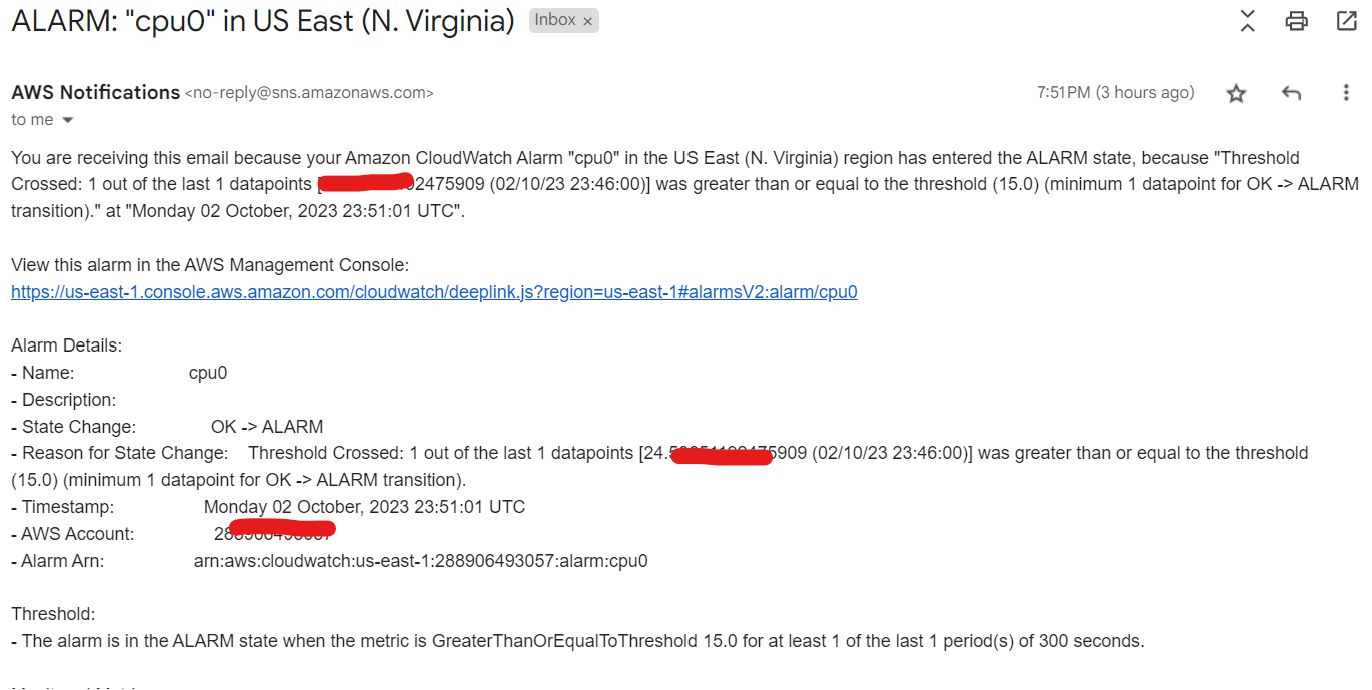 ALARM: "cpu0" in US East (N. Virginia) Inbox ×
AWS Notifications <no-reply@sns.amazonaws.com> 7:51 PM (3 hours ago)
to me
You are receiving this email because your Amazon CloudWatch Alarm "cpu0" in the US East (N. Virginia) region has entered the ALARM state, because "Threshold
Crossed: 1 out of the last 1 datapoints [ 2475909 (02/10/23 23:46:00)] was greater than or equal to the threshold (15.0) (minimum 1 datapoint for OK -> ALARM
transition)." at "Monday 02 October, 2023 23:51:01 UTC".
View this alarm in the AWS Management Console:
https://us-east-1.console.aws.amazon.com/cloudwatch/deeplink.js?region=us-east-1#alarmsV2:alarm/cpu0
Alarm Details:
- Name: cpu0
- Description:
- State Change: OK -> ALARM
- Reason for State Change: Threshold Crossed: 1 out of the last 1 datapoints [24. 5909 (02/10/23 23:46:00)] was greater than or equal to the threshold
(15.0) (minimum 1 datapoint for OK -> ALARM transition).
- Timestamp: Monday 02 October, 2023 23:51:01 UTC
- AWS Account:
- Alarm Arn: arn:aws:cloudwatch:us-east-1:288906493057:alarm:cpu0
Threshold:
- The alarm is in the ALARM state when the metric is GreaterThanOrEqualToThreshold 15.0 for at least 1 of the last 1 period(s) of 300 seconds.